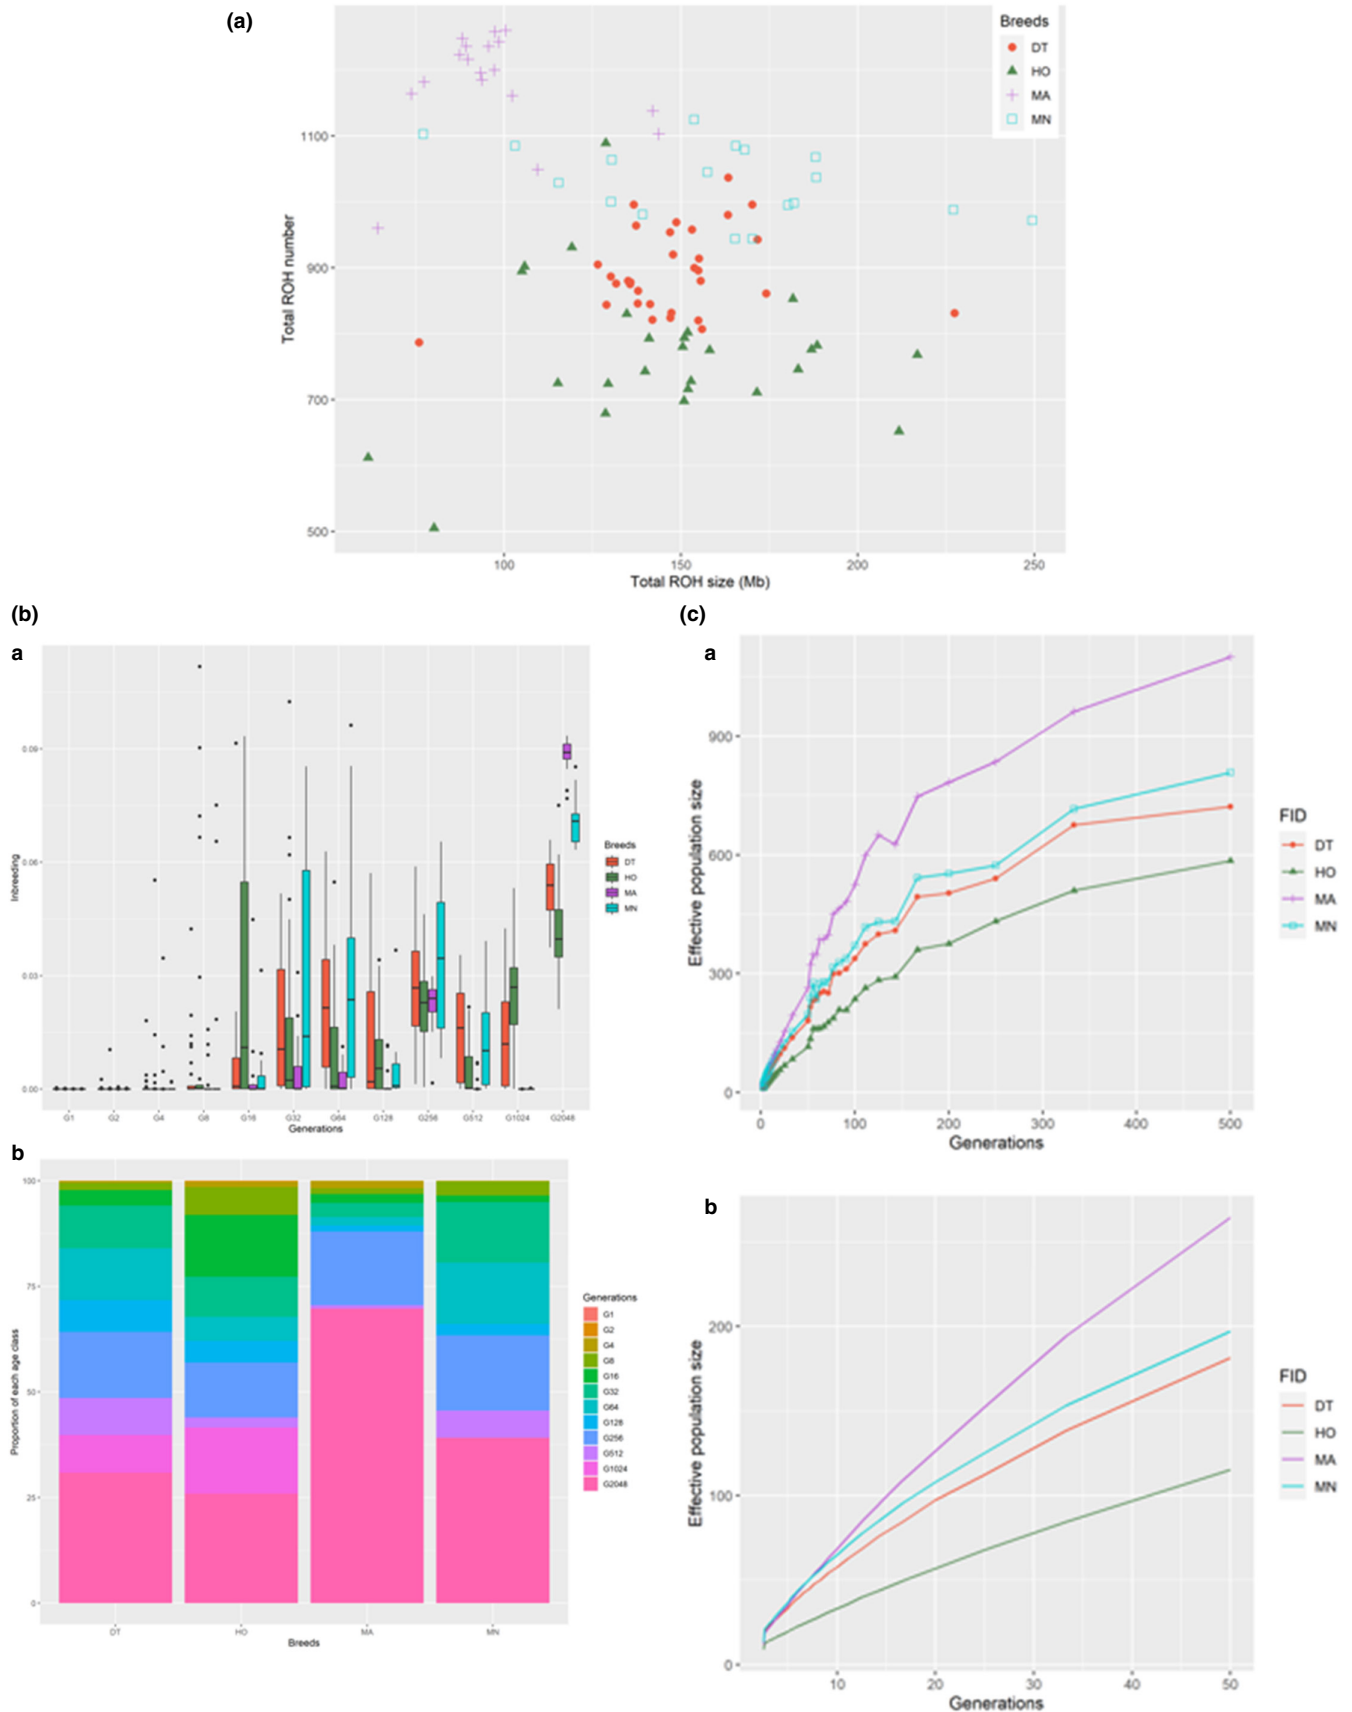 (a)
Breeds
DT
HO
MA
MN
Total ROH number
1100
900
700
500
100 150 200 250
Total ROH size (Mb)
(b)
a
Inbreeding
0.09
0.06
0.03
0.00
G1 G2 G4 G8 G16 G32 G64 G128 G256 G512 G1024 G2048
Generations
Breeds
DT
HO
MA
MN
b
Proportion of each age class
100
75
50
25
0
DT HO MA MN
Breeds
Generations
G1
G2
G4
G8
G16
G32
G64
G128
G256
G512
G1024
G2048
(c)
a
Effective population size
900
600
300
0
0 100 200 300 400 500
Generations
FID
DT
HO
MA
MN
b
Effective population size
200
100
0
10 20 30 40 50
Generations
FID
DT
HO
MA
MN